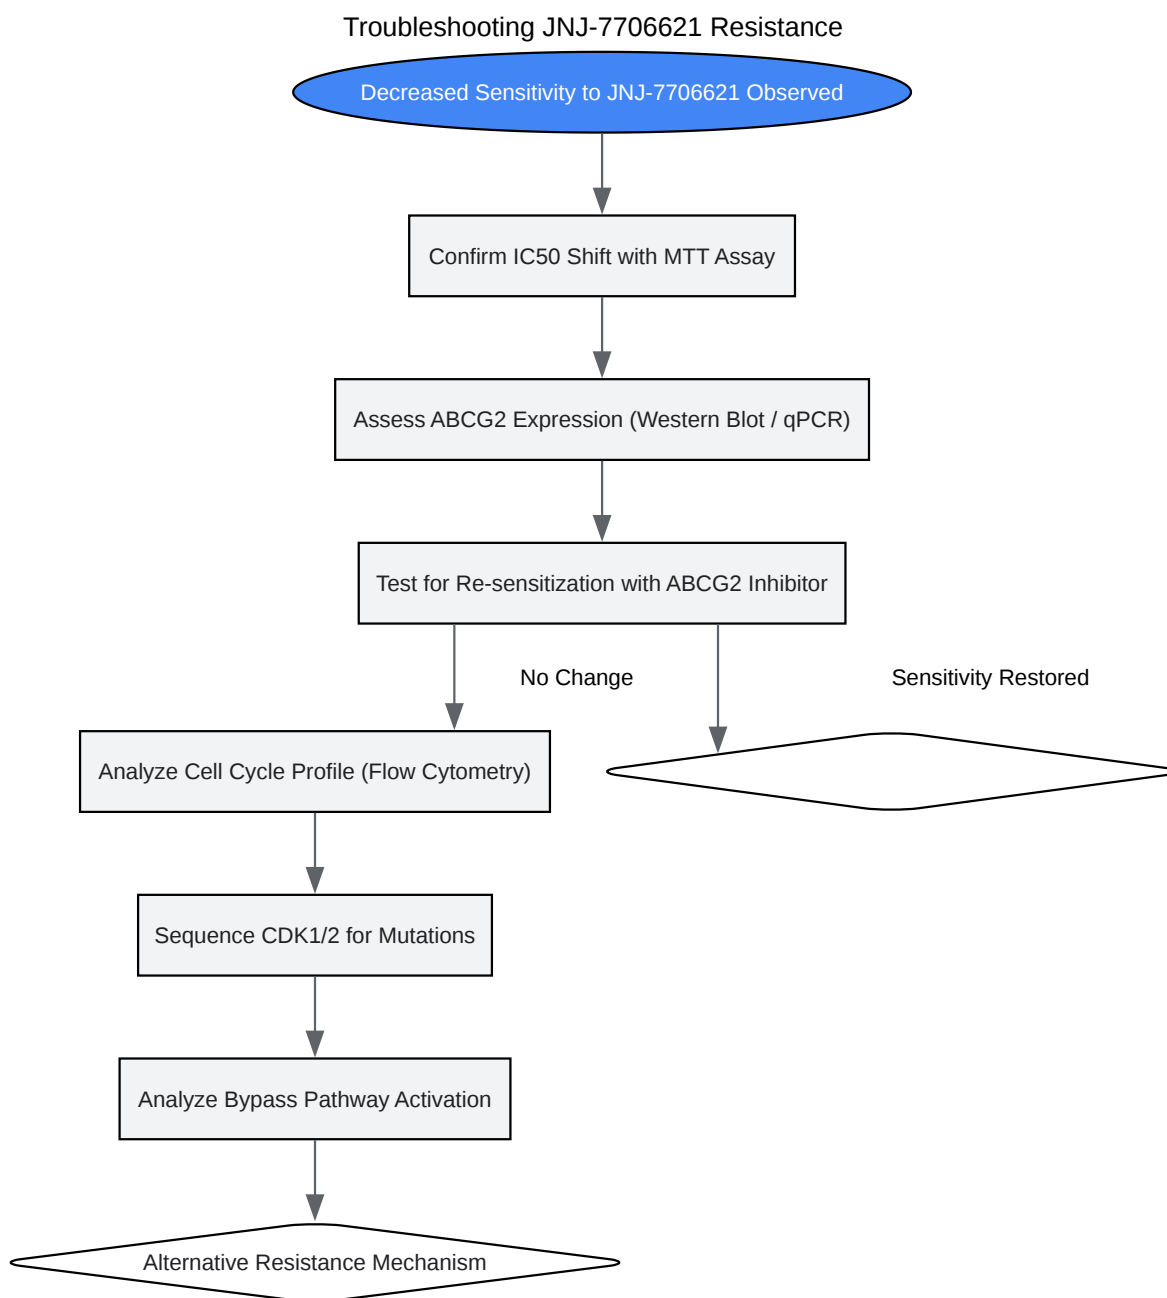 Troubleshooting JNJ-7706621 Resistance
Decreased Sensitivity to JNJ-7706621 Observed
Confirm IC50 Shift with MTT Assay
Assess ABCG2 Expression (Western Blot / qPCR)
Test for Re-sensitization with ABCG2 Inhibitor
No Change
Sensitivity Restored
Analyze Cell Cycle Profile (Flow Cytometry)
Sequence CDK1/2 for Mutations
Analyze Bypass Pathway Activation
Alternative Resistance Mechanism